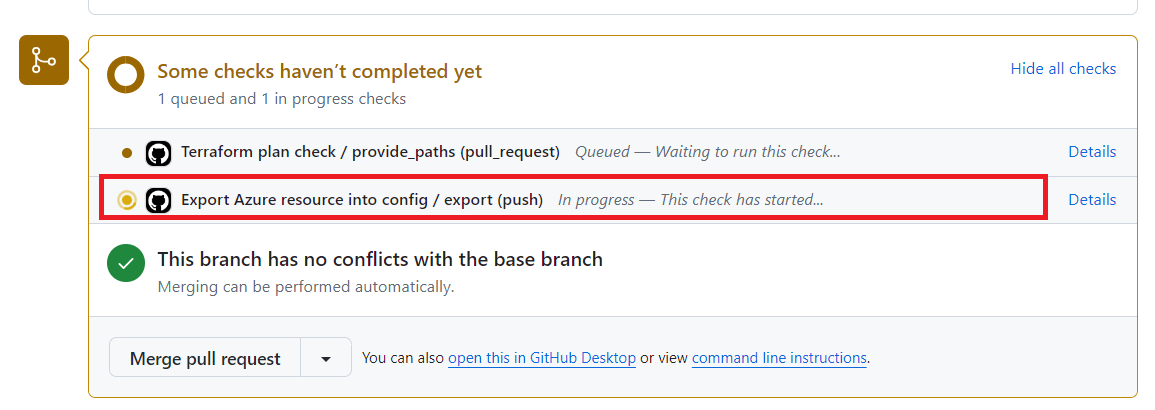 Some checks haven’t completed yet
Hide all checks
1 queued and 1 in progress checks
Terraform plan check / provide_paths (pull_request) Queued — Waiting to run this check... Details
Export Azure resource into config / export (push) In progress — This check has started... Details
This branch has no conflicts with the base branch
Merging can be performed automatically.
Merge pull request You can also open this in GitHub Desktop or view command line instructions.